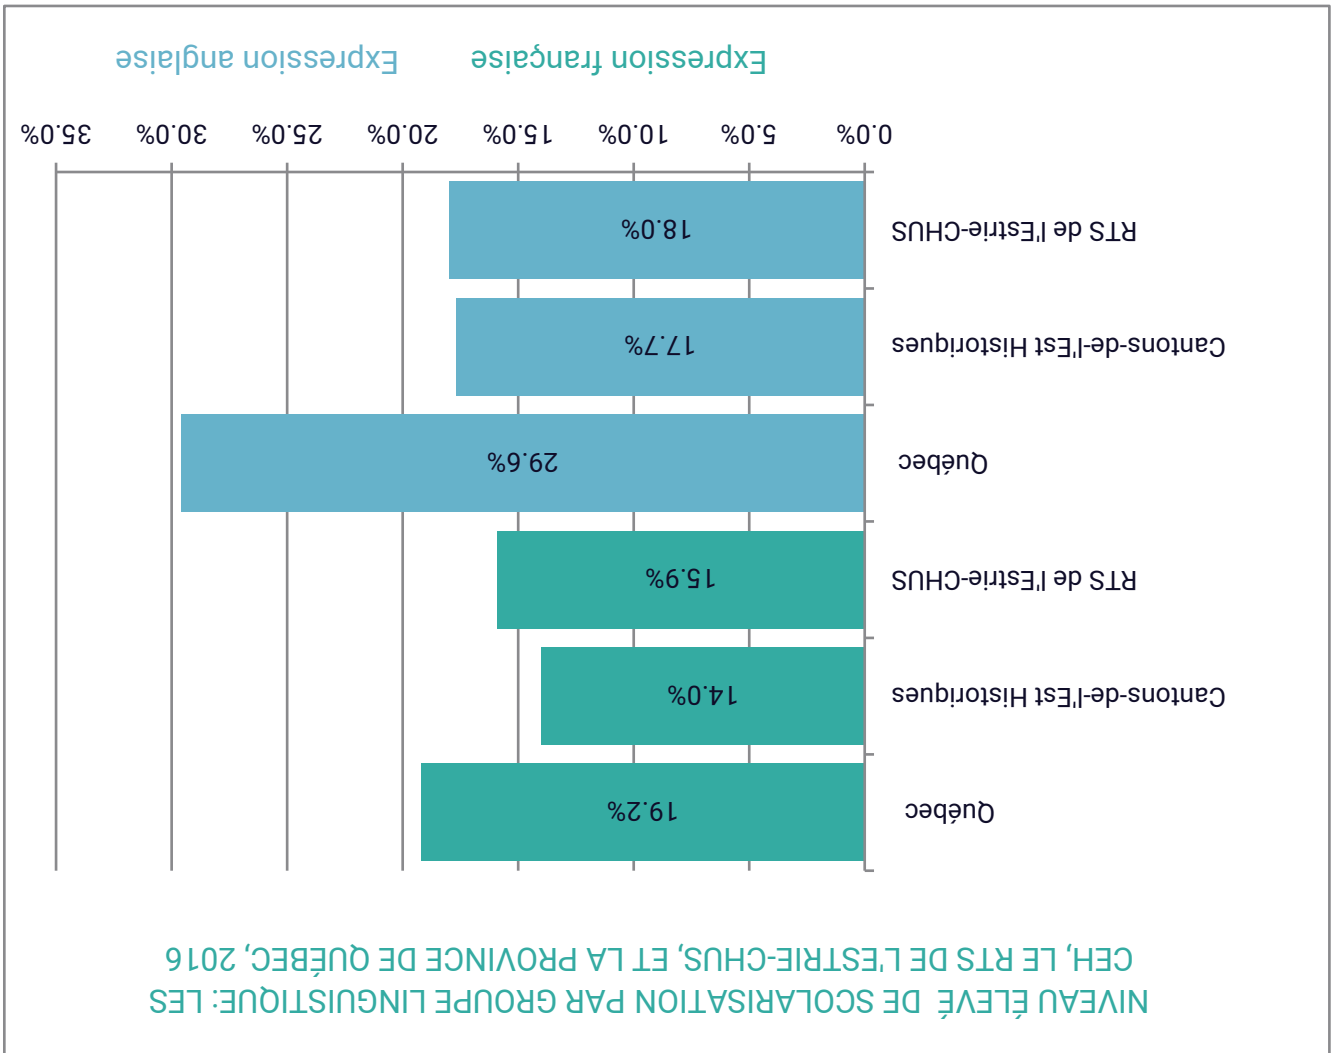 NIVEAU ÉLEVÉ  DE SCOLARISATION PAR GROUPE LINGUISTIQUE: LES
CEH, LE RTS DE L'ESTRIE-CHUS, ET LA PROVINCE DE QUÉBEC, 2016
Québec 19.2%
Cantons-de-l'Est Historiques 14.0%
RTS de l'Estrie-CHUS 15.9%
Québec 29.6%
Cantons-de-l'Est Historiques 17.7%
RTS de l'Estrie-CHUS 18.0%
0.0% 5.0% 10.0% 15.0% 20.0% 25.0% 30.0% 35.0%
Expression française Expression anglaise